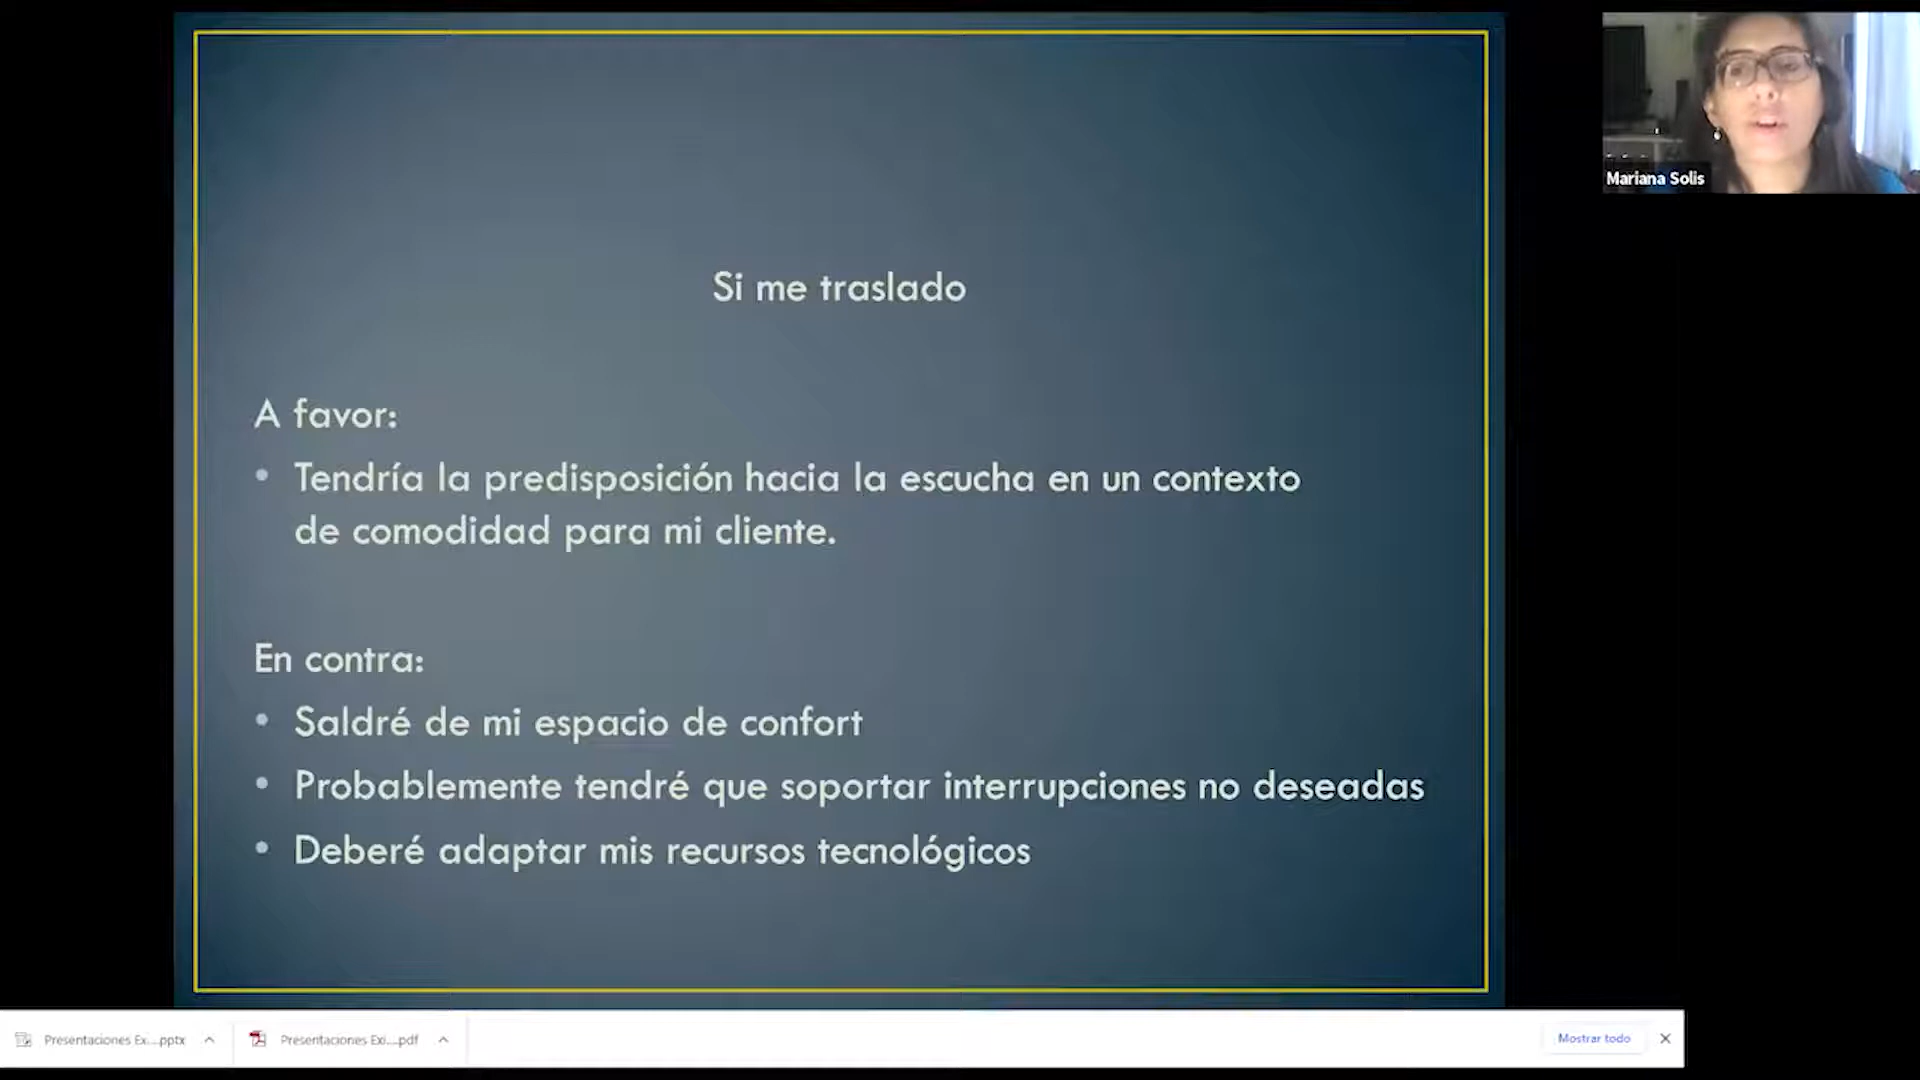 Mariana Solis
Si me traslado
A favor:
• Tendría la predisposición hacia la escucha en un contexto
de comodidad para mi cliente.
En contra:
• Saldré de mi espacio de confort
• Probablemente tendré que soportar interrupciones no deseadas
• Deberé adaptar mis recursos tecnológicos
Presentaciones Ex....pptx
Presentaciones Exi....pdf
Mostrar todo